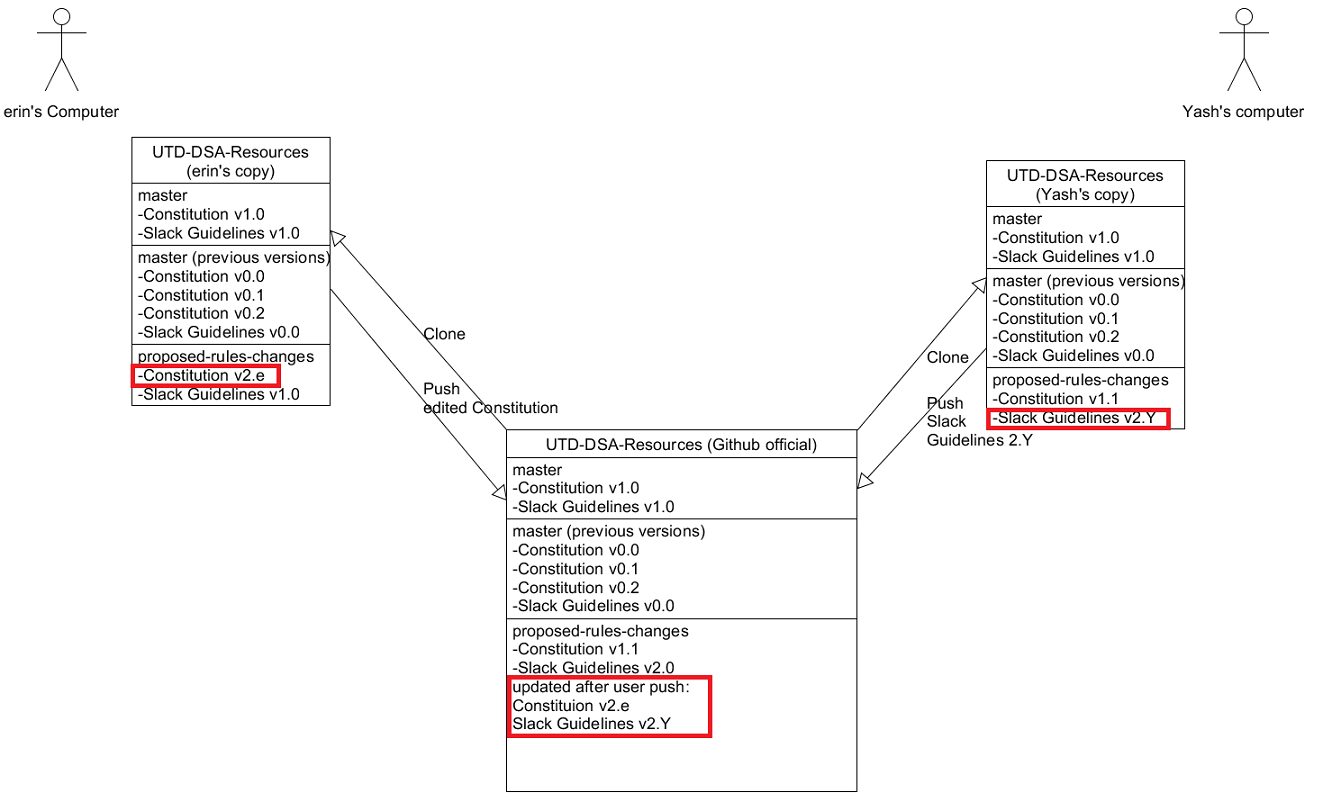 erin's Computer
Yash's computer
UTD-DSA-Resources
(erin's copy)
master
-Constitution v1.0
-Slack Guidelines v1.0
master (previous versions)
-Constitution v0.0
-Constitution v0.1
-Constitution v0.2
-Slack Guidelines v0.0
proposed-rules-changes
-Constitution v2.e
-Slack Guidelines v1.0
UTD-DSA-Resources
(Yash's copy)
master
-Constitution v1.0
-Slack Guidelines v1.0
master (previous versions)
-Constitution v0.0
-Constitution v0.1
-Constitution v0.2
-Slack Guidelines v0.0
proposed-rules-changes
-Constitution v1.1
-Slack Guidelines v2.Y
Clone
Push
edited Constitution
Clone
Push
Slack
Guidelines 2.Y
UTD-DSA-Resources (Github official)
master
-Constitution v1.0
-Slack Guidelines v1.0
master (previous versions)
-Constitution v0.0
-Constitution v0.1
-Constitution v0.2
-Slack Guidelines v0.0
proposed-rules-changes
-Constitution v1.1
-Slack Guidelines v2.0
updated after user push:
Constituion v2.e
Slack Guidelines v2.Y